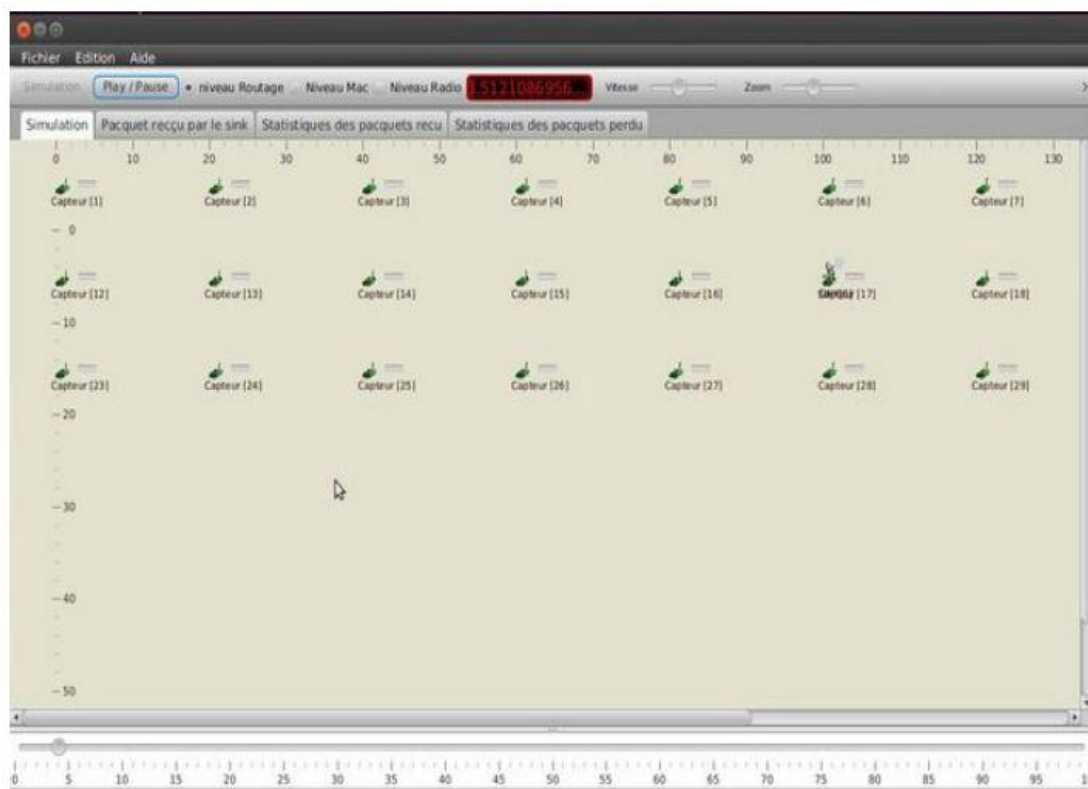 Fichier Edition Aide
Simulation Play / Pause niveau Routage Niveau Mac Niveau Radio .5121086956... Vitesse Zoom
Simulation Pacquet recçu par le sink Statistiques des pacquets recu Statistiques des pacquets perdu
0 10 20 30 40 50 60 70 80 90 100 110 120 130
Capteur [1] Capteur [2] Capteur [3] Capteur [4] Capteur [5] Capteur [6] Capteur [7]
0
Capteur [12] Capteur [13] Capteur [14] Capteur [15] Capteur [16] [17] Capteur [18]
10
Capteur [23] Capteur [24] Capteur [25] Capteur [26] Capteur [27] Capteur [28] Capteur [29]
20
30
40
50
0 5 10 15 20 25 30 35 40 45 50 55 60 65 70 75 80 85 90 95